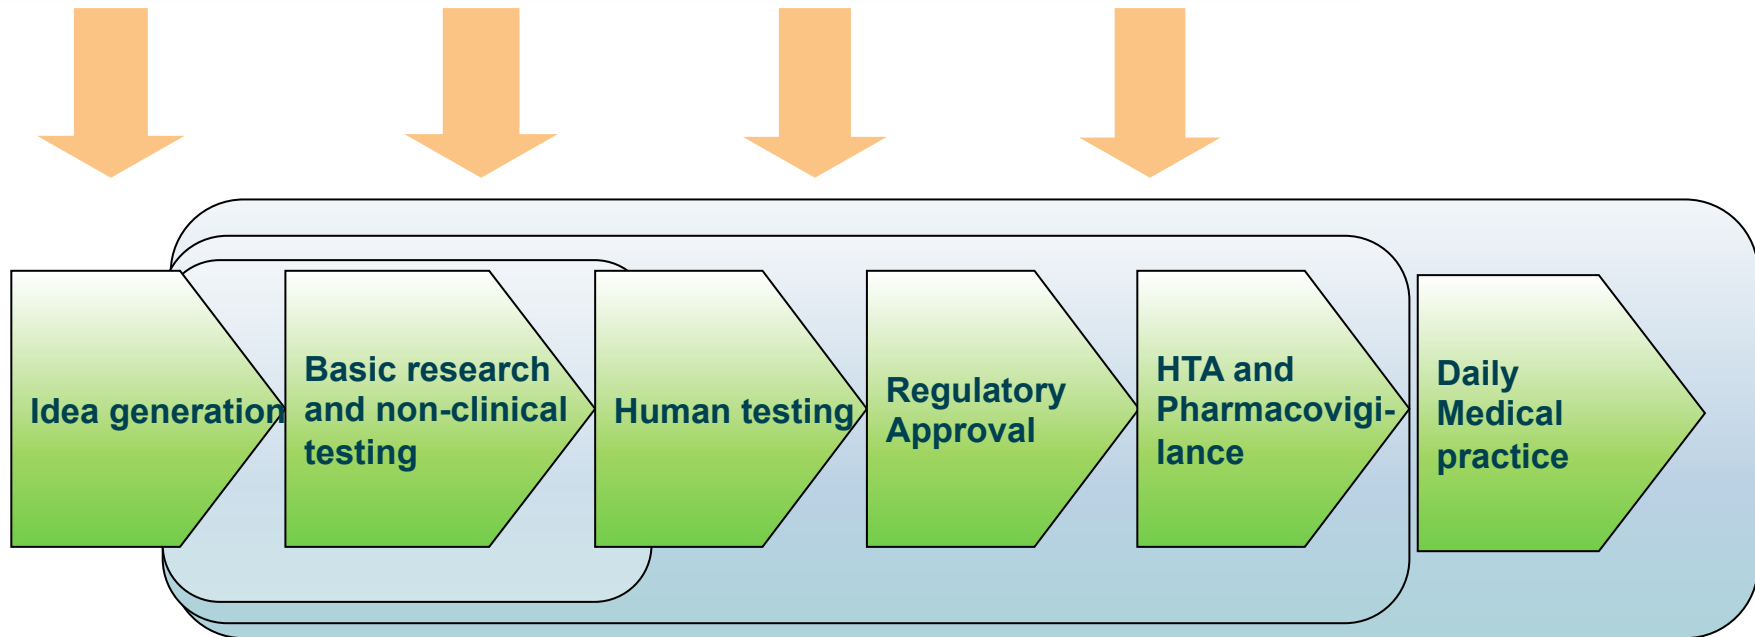 Idea generation
Basic research
and non-clinical
testing
Human testing
Regulatory
Approval
HTA and
Pharmacovigi-
lance
Daily
Medical
practice